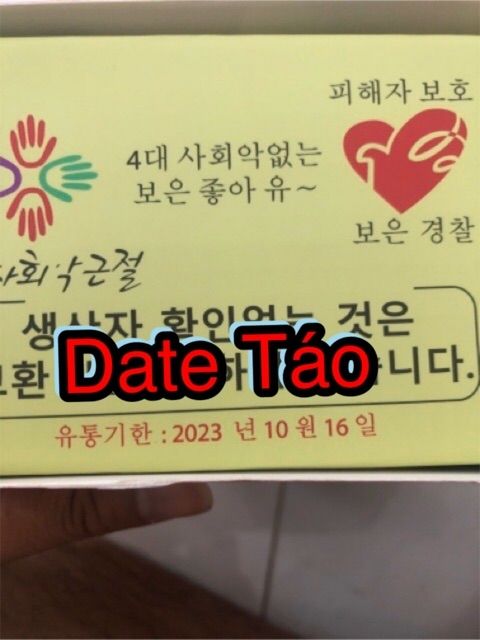 피해자 보호
4대 사회악없는
보은 좋아 유~
보은 경찰
사회악근절
생산자 확인없는 것은
Date Táo
유통기한 : 2023 년 10 월 16 일